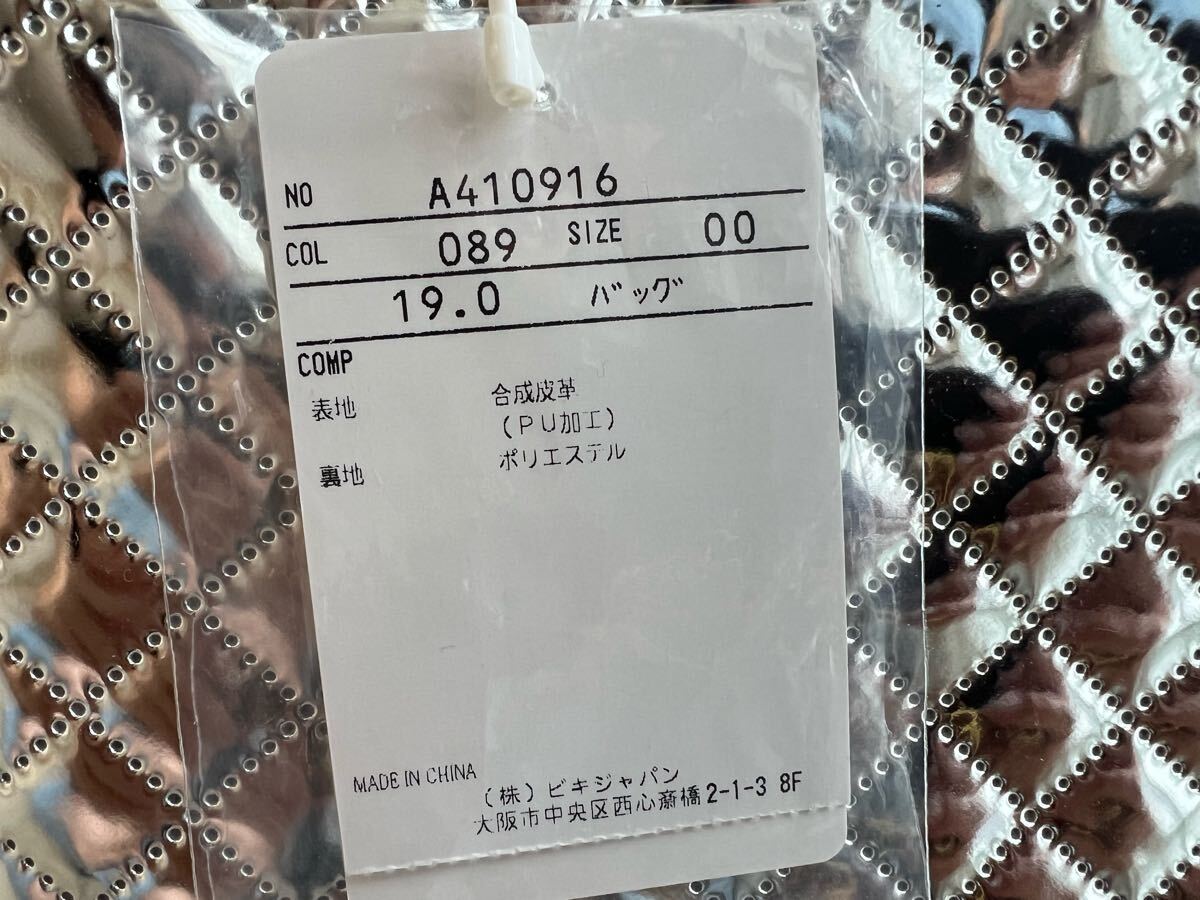 NO A410916
COL 089 SIZE 00
19.0 バッグ
COMP
表地 合成皮革
(PU加工)
裏地 ポリエステル
MADE IN CHINA
(株)ビキジャパン
大阪市中央区西心斎橋2-1-3 8F